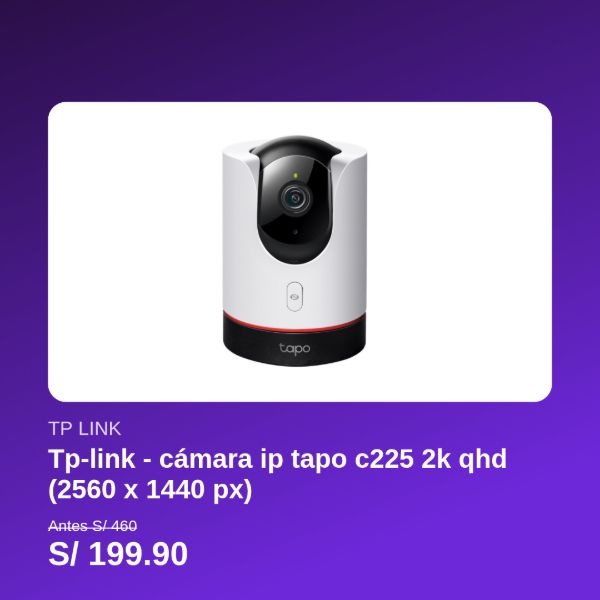 tapo
TP LINK
Tp-link - cámara ip tapo c225 2k qhd
(2560 x 1440 px)
Antes S/ 460
S/ 199.90